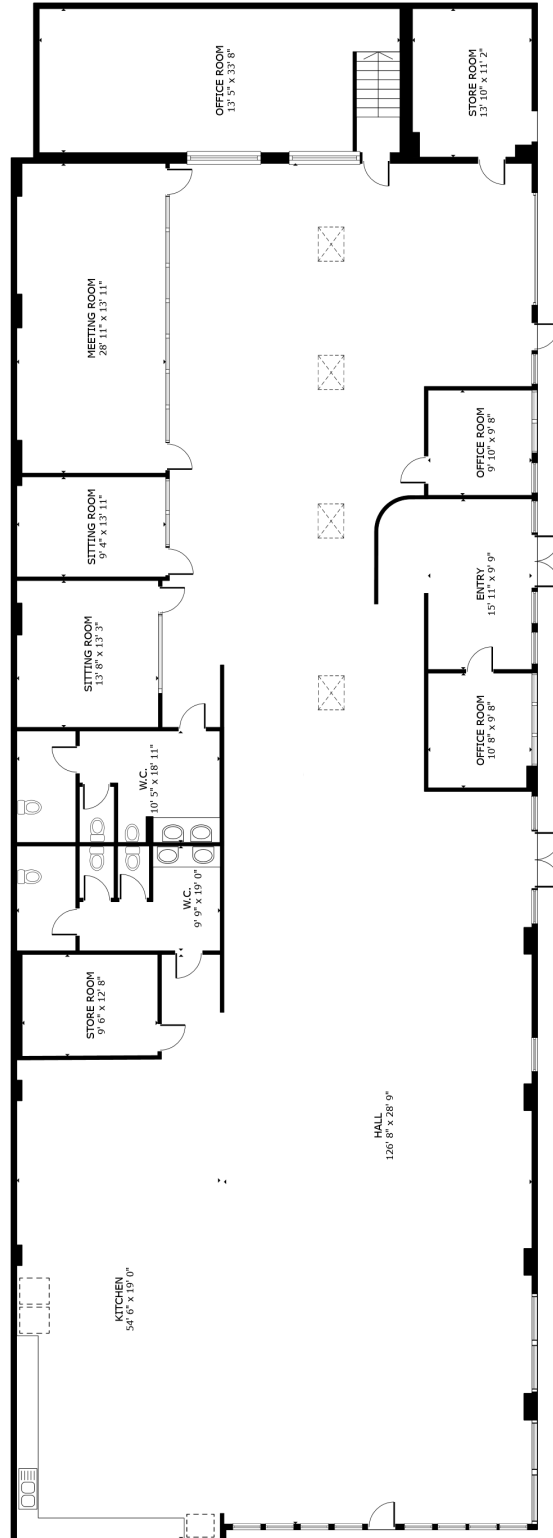 OFFICE ROOM
13' 5" x 33' 8"
STORE ROOM
13' 10" x 11' 2"
MEETING ROOM
28' 11" x 13' 11"
OFFICE ROOM
9' 10" x 9' 8"
SITTING ROOM
9' 4" x 13' 11"
ENTRY
15' 11" x 9' 9"
SITTING ROOM
13' 8" x 13' 3"
OFFICE ROOM
10' 8" x 9' 8"
W.C.
10' 5" x 18' 11"
W.C.
9' 9" x 19' 0"
STORE ROOM
9' 6" x 12' 8"
HALL
126' 8" x 28' 9"
KITCHEN
54' 6" x 19' 0"